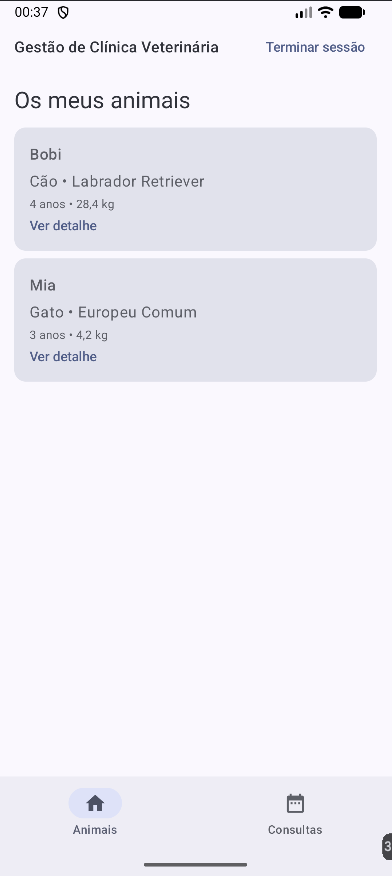 00:37
Gestão de Clínica Veterinária Terminar sessão
Os meus animais
Bobi
Cão • Labrador Retriever
4 anos • 28,4 kg
Ver detalhe
Mia
Gato • Europeu Comum
3 anos • 4,2 kg
Ver detalhe
Animais Consultas
3